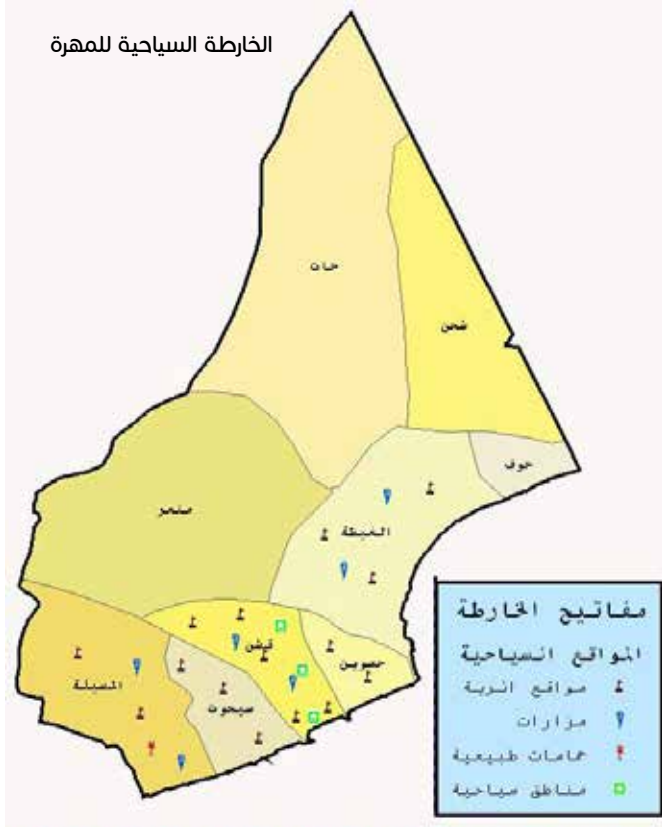 الخارطة السياحية للمهرة
حات
شحن
حوف
منعر
الغيظة
قشن
حصوين
المسيلة
سيحوت
مفاتيح الخارطة
المواقع السياحية
مواقع اثرية
مزارات
حمامات طبيعية
مناطق سياحية